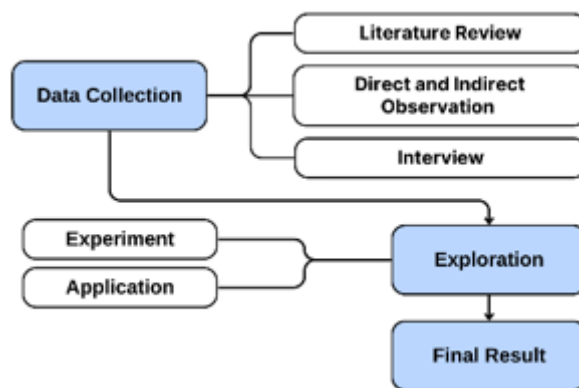 Literature Review
Data Collection
Direct and Indirect
Observation
Interview
Experiment
Exploration
Application
Final Result